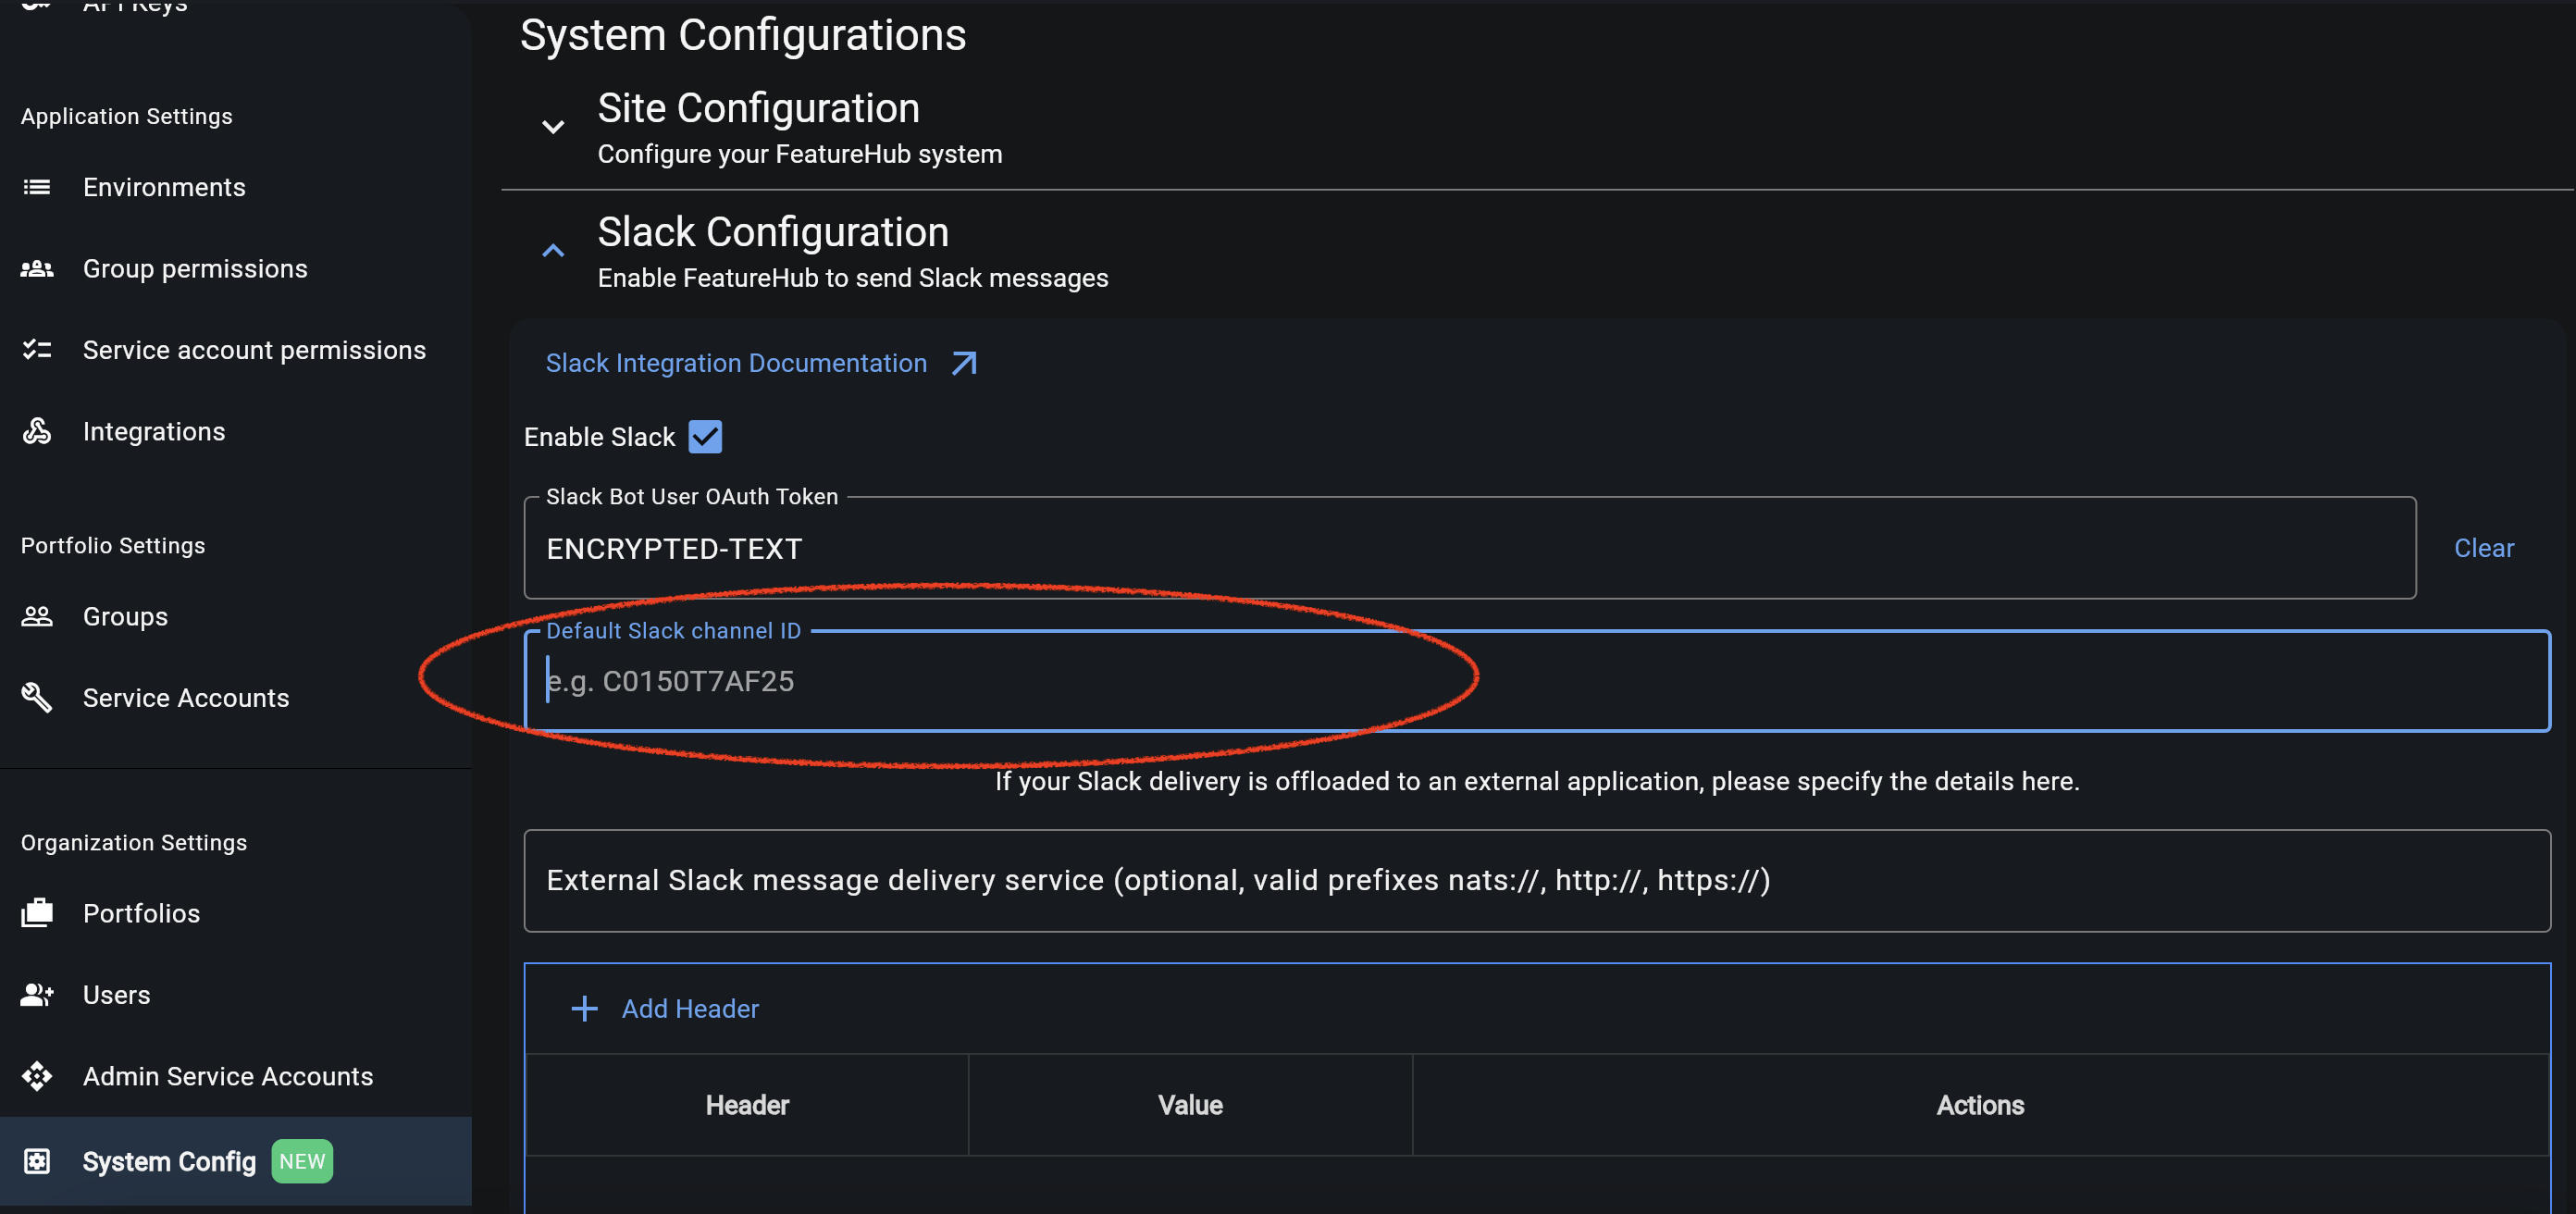 API Keys
Application Settings
Environments
Group permissions
Service account permissions
Integrations
Portfolio Settings
Groups
Service Accounts
Organization Settings
Portfolios
Users
Admin Service Accounts
System Config NEW
System Configurations
Site Configuration
Configure your FeatureHub system
Slack Configuration
Enable FeatureHub to send Slack messages
Slack Integration Documentation
Enable Slack
Slack Bot User OAuth Token
ENCRYPTED-TEXT
Clear
Default Slack channel ID
e.g. C0150T7AF25
If your Slack delivery is offloaded to an external application, please specify the details here.
External Slack message delivery service (optional, valid prefixes nats://, http://, https://)
Add Header
Header Value Actions